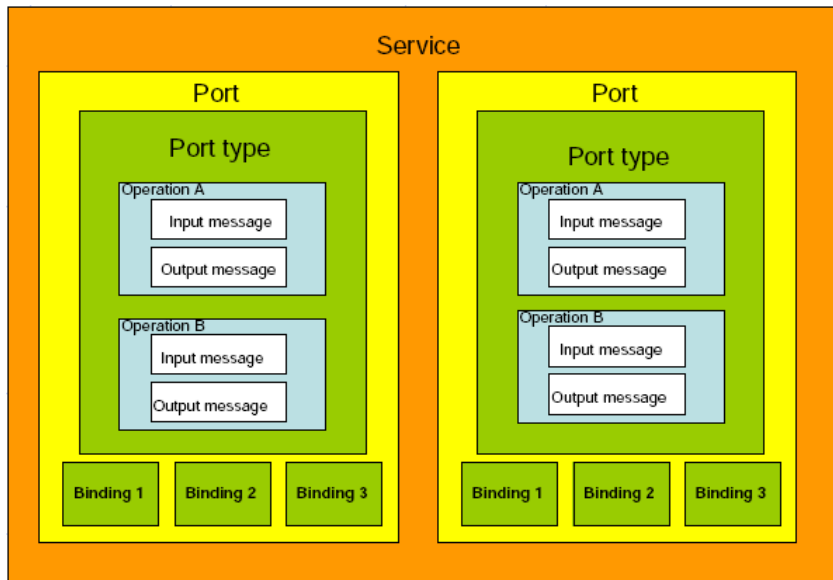 Service
Port
Port type
Operation A
Input message
Output message
Operation B
Input message
Output message
Binding 1
Binding 2
Binding 3
Port
Port type
Operation A
Input message
Output message
Operation B
Input message
Output message
Binding 1
Binding 2
Binding 3